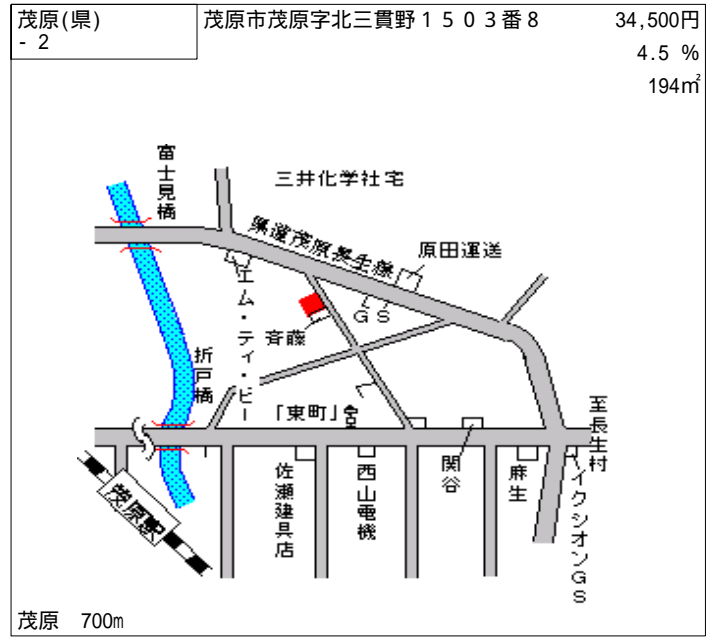 茂原(県)
- 2
茂原市茂原字北三貫野１５０３番８
34,500円
4.5 %
194㎡
富士見橋
三井化学社宅
県道茂原長生線
原田運送
エム・ティ・ビー
GS
斉藤
折戸橋
「東町」
至長生村
茂原駅
佐瀬建具店
西山電機
関谷
麻生
イクシオンGS
茂原 700m